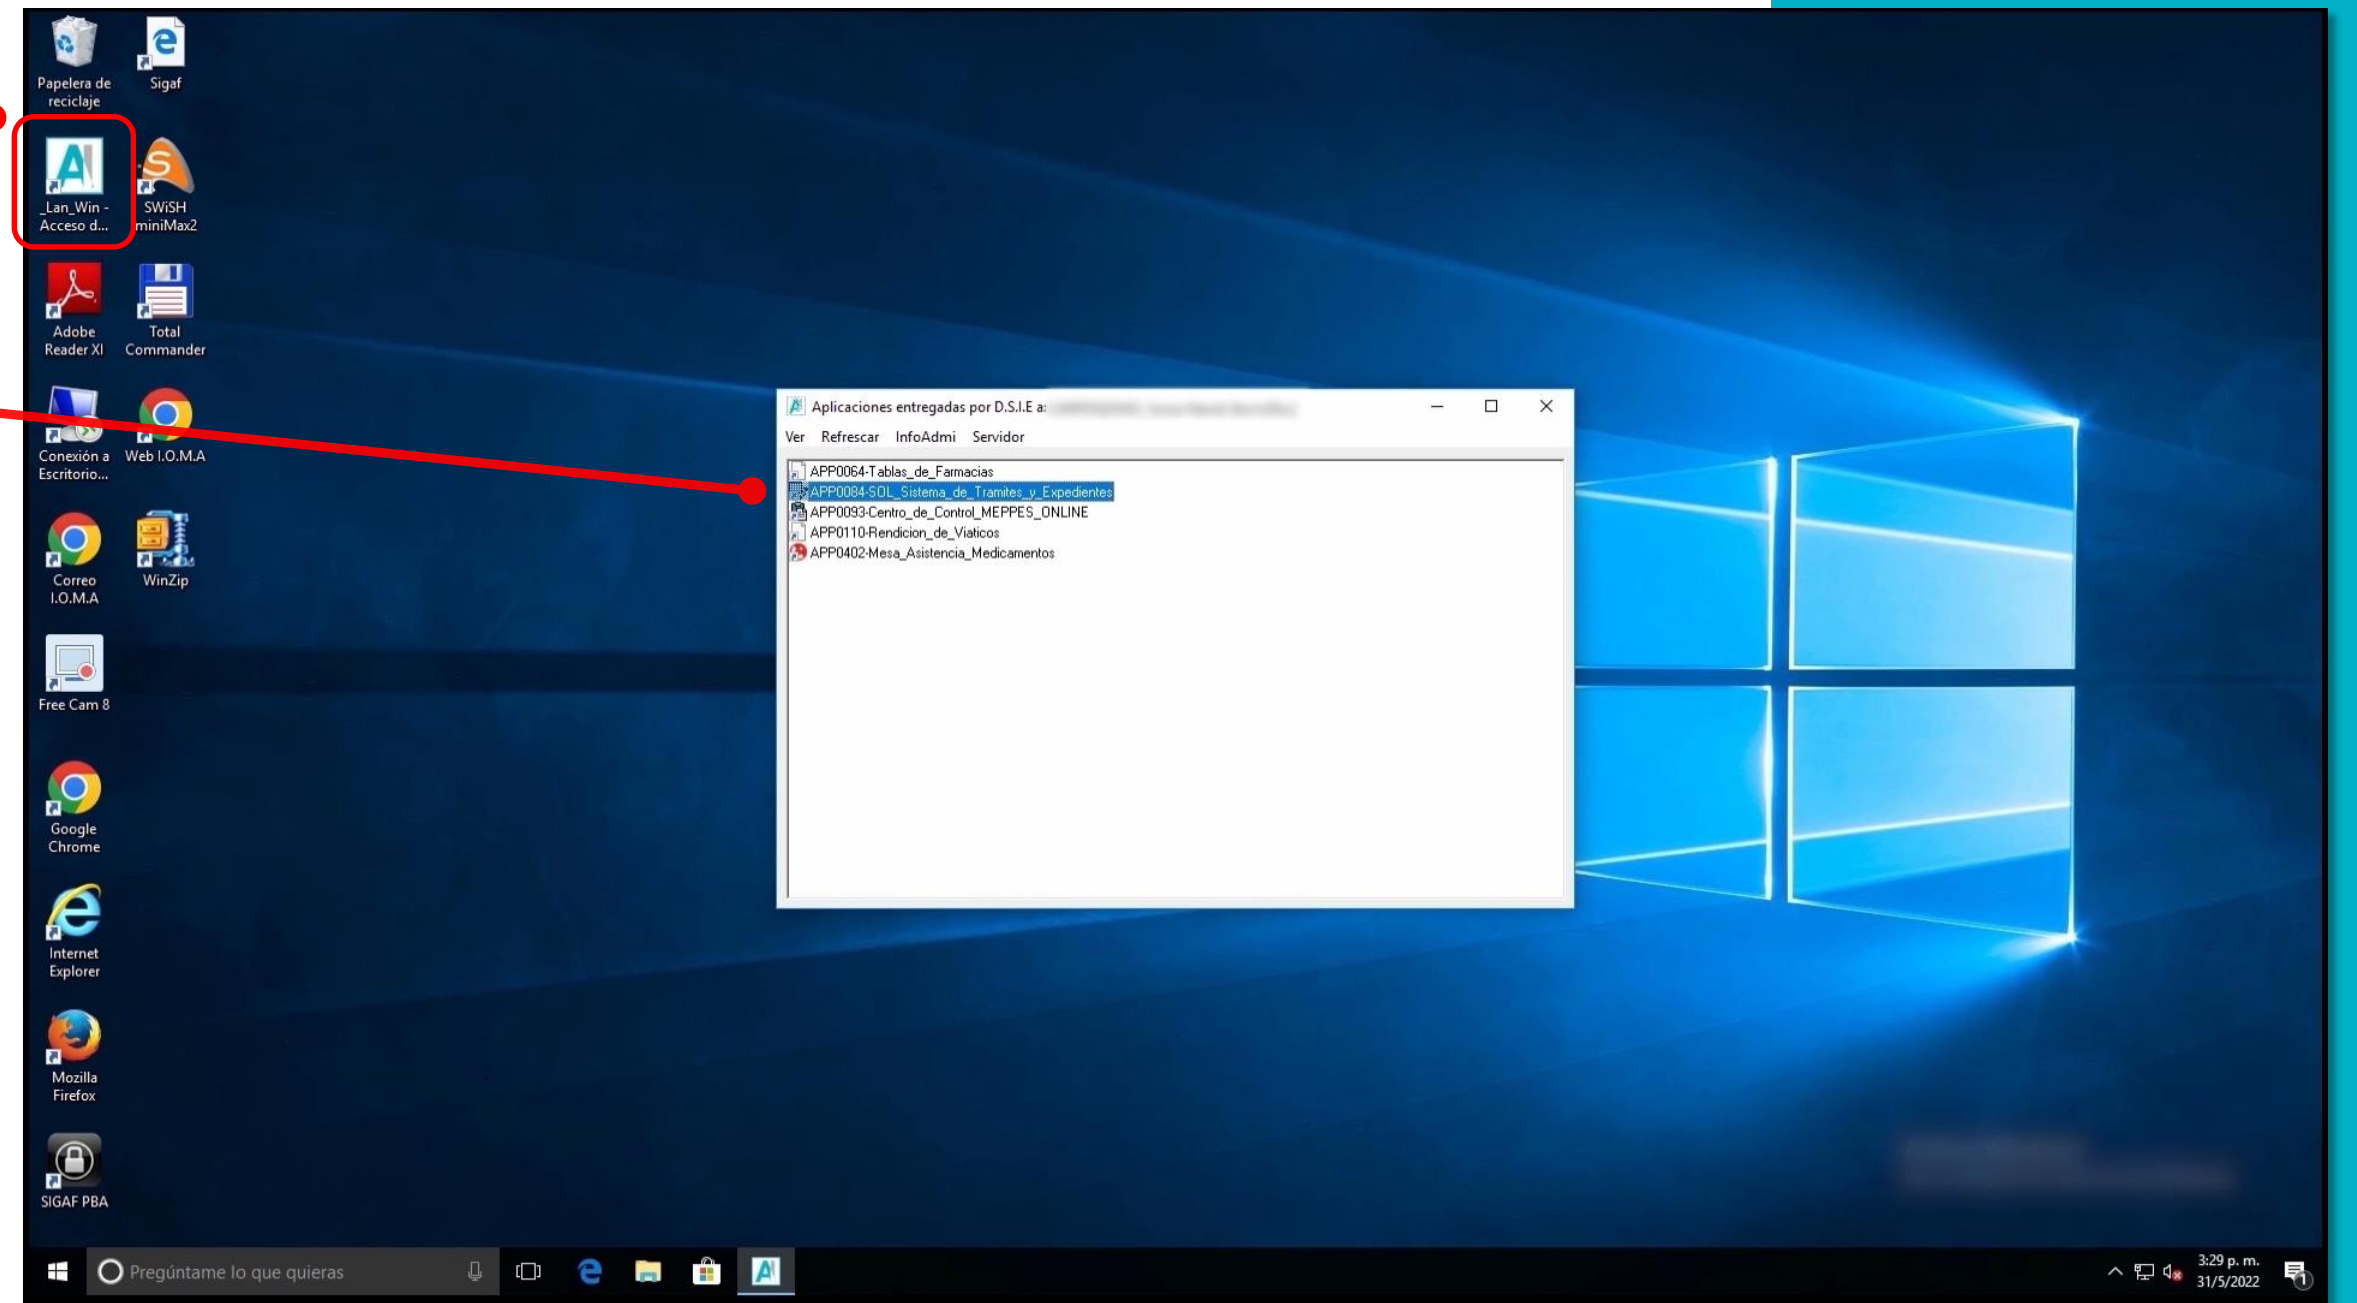 Papelera de
reciclaje
Sigaf
_Lan_Win -
Acceso d...
SWiSH
miniMax2
Adobe
Reader XI
Total
Commander
Conexión a
Escritorio...
Web I.O.M.A
Correo
I.O.M.A
WinZip
Free Cam 8
Google
Chrome
Internet
Explorer
Mozilla
Firefox
SIGAF PBA
Aplicaciones entregadas por D.S.I.E a:
Ver Refrescar InfoAdmi Servidor
APP0064-Tablas_de_Farmacias
APP0084-SOL_Sistema_de_Tramites_y_Expedientes
APP0093-Centro_de_Control_MEPPES_ONLINE
APP0110-Rendicion_de_Viaticos
APP0402-Mesa_Asistencia_Medicamentos
Pregúntame lo que quieras
3:29 p. m.
31/5/2022
1